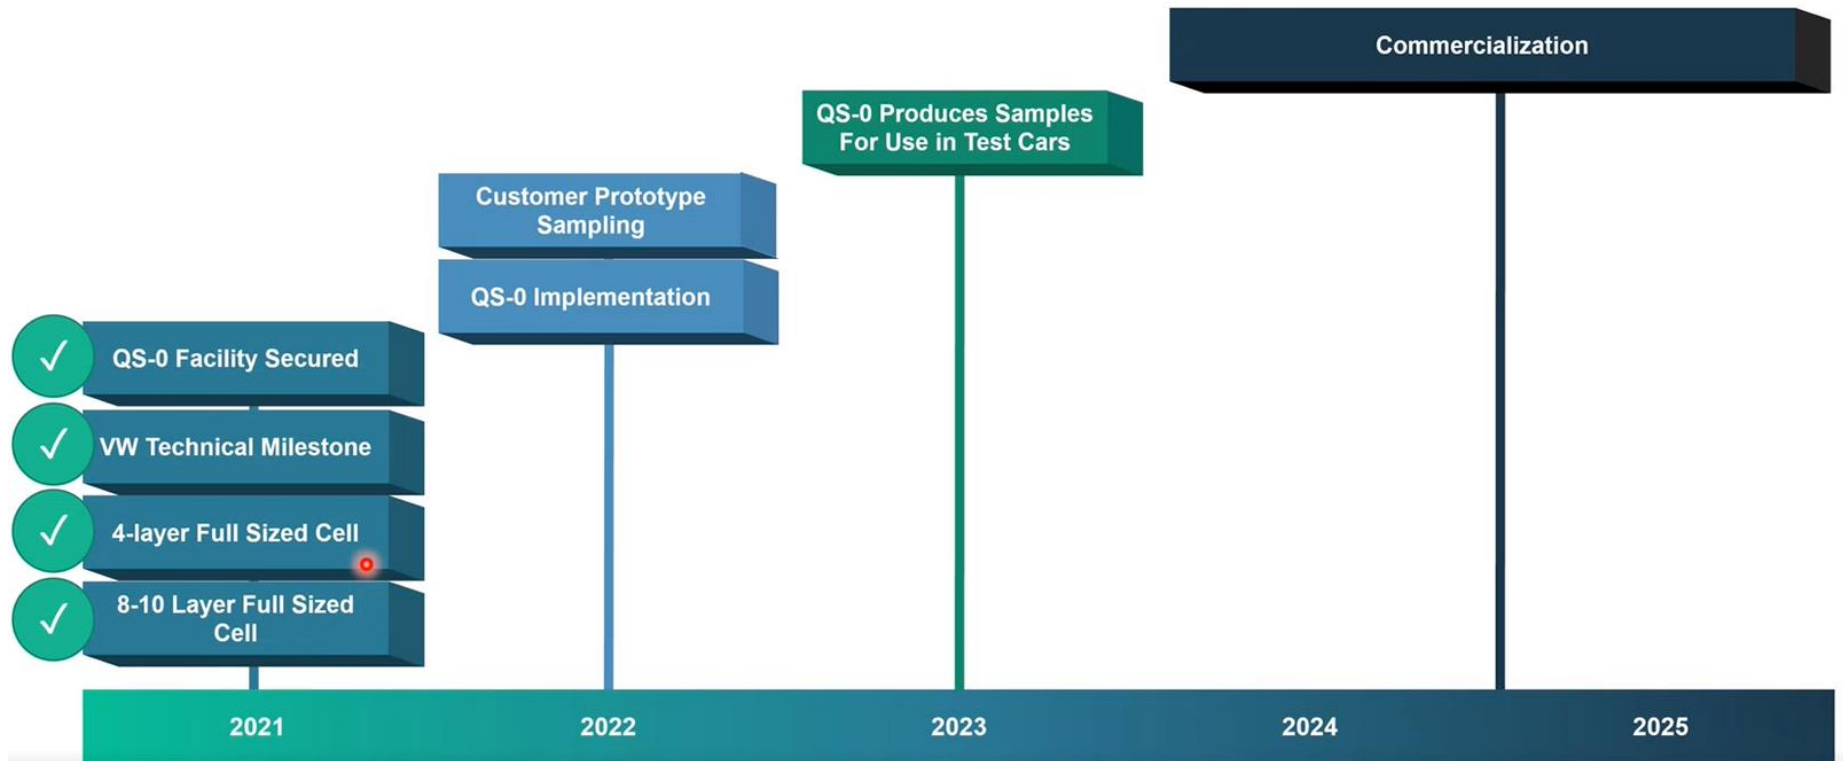 Commercialization
QS-0 Produces Samples
For Use in Test Cars
Customer Prototype
Sampling
QS-0 Implementation
QS-0 Facility Secured
VW Technical Milestone
4-layer Full Sized Cell
8-10 Layer Full Sized
Cell
2021
2022
2023
2024
2025